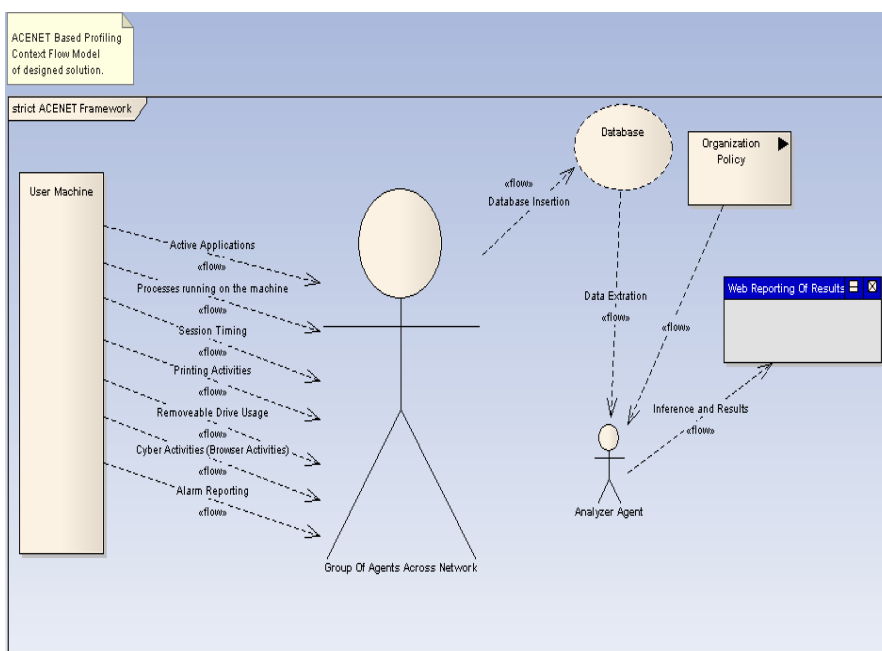 ACENET Based Profiling
Context Flow Model
of designed solution.
strict ACENET Framework
User Machine
Active Applications
«flow»
Processes running on the machine
«flow»
Session Timing
«flow»
Printing Activities
«flow»
Removeable Drive Usage
«flow»
Cyber Activities (Browser Activities)
«flow»
Alarm Reporting
«flow»
Group Of Agents Across Network
«flow»
Database Insertion
Database
Organization
Policy
Data Extration
«flow»
«flow»
Web Reporting Of Results
Inference and Results
«flow»
Analyzer Agent